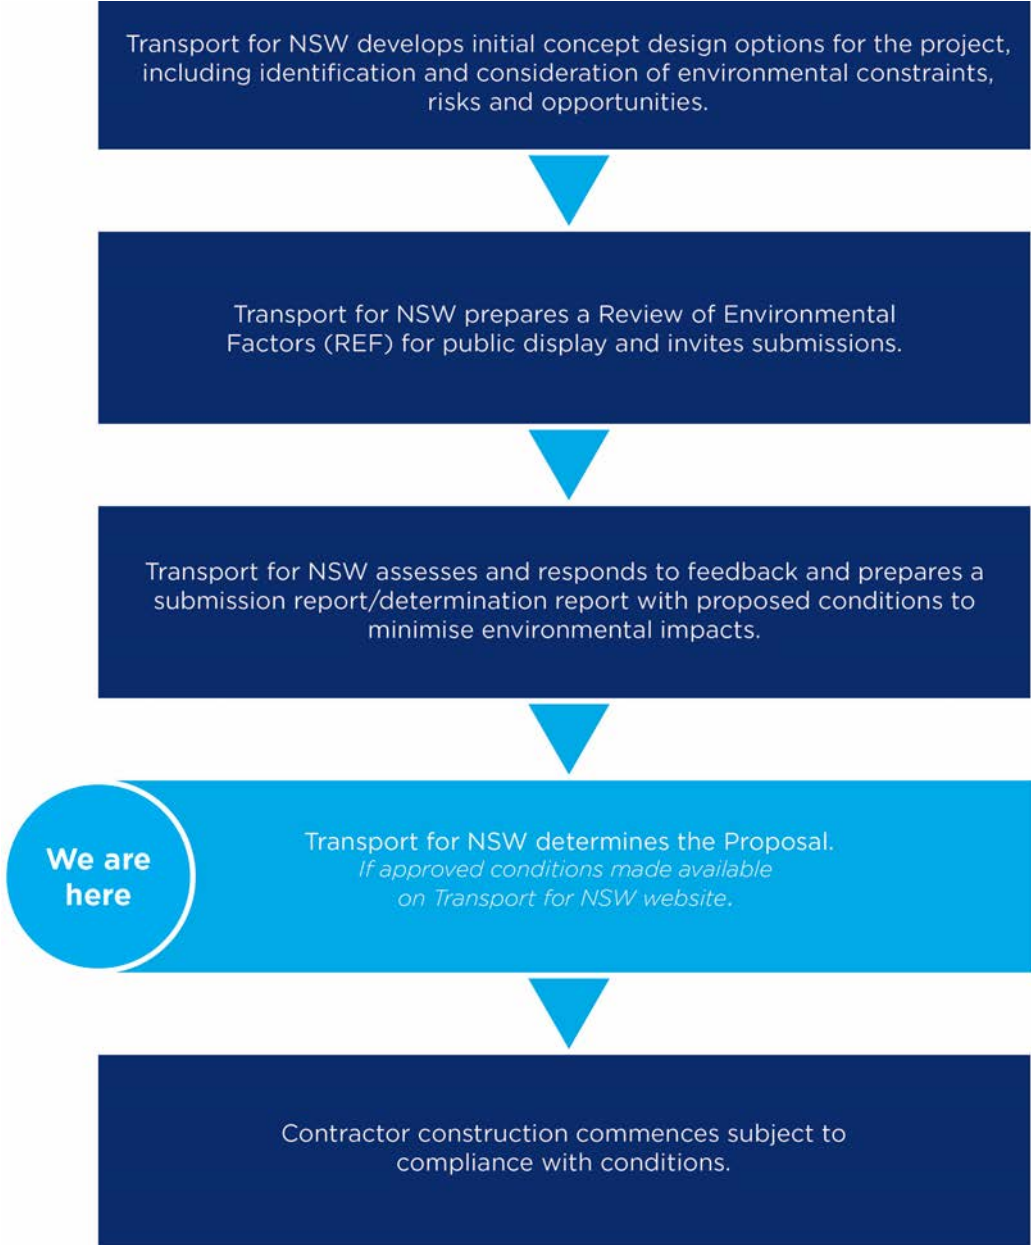 Transport for NSW develops initial concept design options for the project,
including identification and consideration of environmental constraints,
risks and opportunities.
Transport for NSW prepares a Review of Environmental
Factors (REF) for public display and invites submissions.
Transport for NSW assesses and responds to feedback and prepares a
submission report/determination report with proposed conditions to
minimise environmental impacts.
We are
here
Transport for NSW determines the Proposal.
If approved conditions made available
on Transport for NSW website.
Contractor construction commences subject to
compliance with conditions.